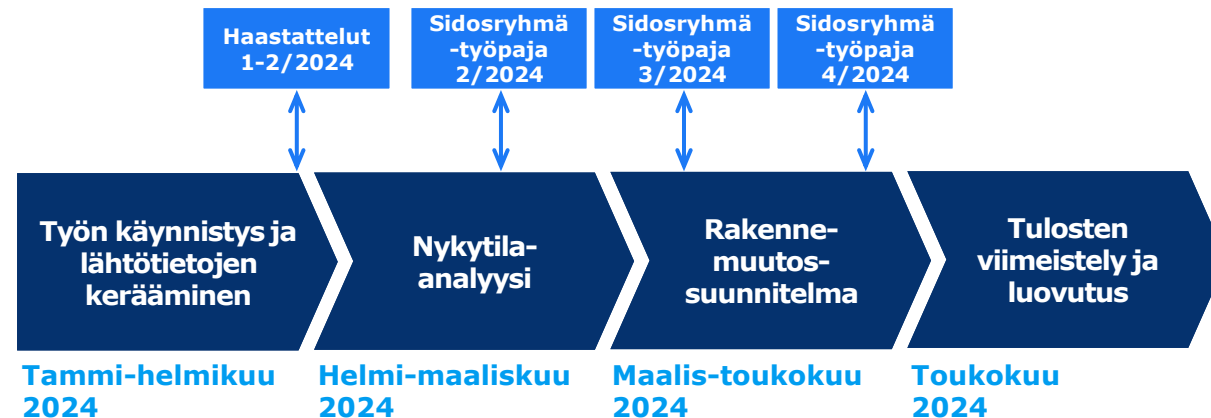 Haastattelut
1-2/2024
Sidosryhmä
-työpaja
2/2024
Sidosryhmä
-työpaja
3/2024
Sidosryhmä
-työpaja
4/2024
Työn käynnistys ja
lähtötietojen
kerääminen
Nykytila-
analyysi
Rakenne-
muutos-
suunnitelma
Tulosten
viimeistely ja
luovutus
Tammi-helmikuu
2024
Helmi-maaliskuu
2024
Maalis-toukokuu
2024
Toukokuu
2024